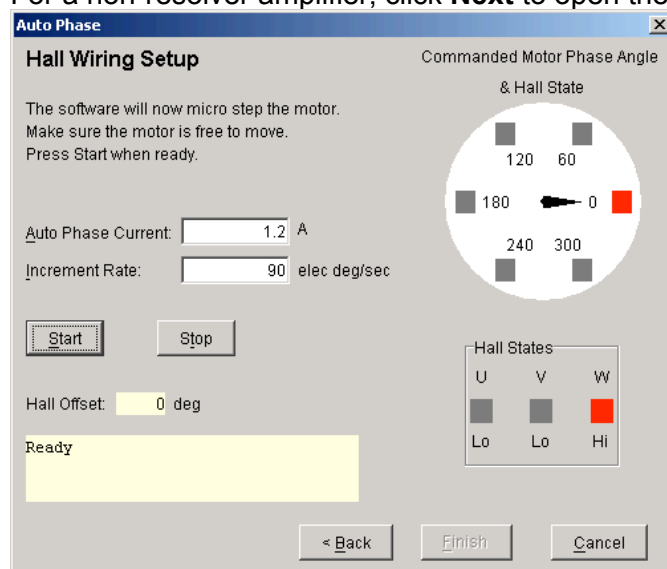 For a non-resolver amplifier, click Next to open the
Auto Phase
Hall Wiring Setup
The software will now micro step the motor.
Make sure the motor is free to move.
Press Start when ready.
Auto Phase Current: 1.2 A
Increment Rate: 90 elec deg/sec
Start Stop
Hall Offset: 0 deg
Ready
Commanded Motor Phase Angle
& Hall State
120 60
180 0
240 300
Hall States
U V W
Lo Lo Hi
< Back Finish Cancel